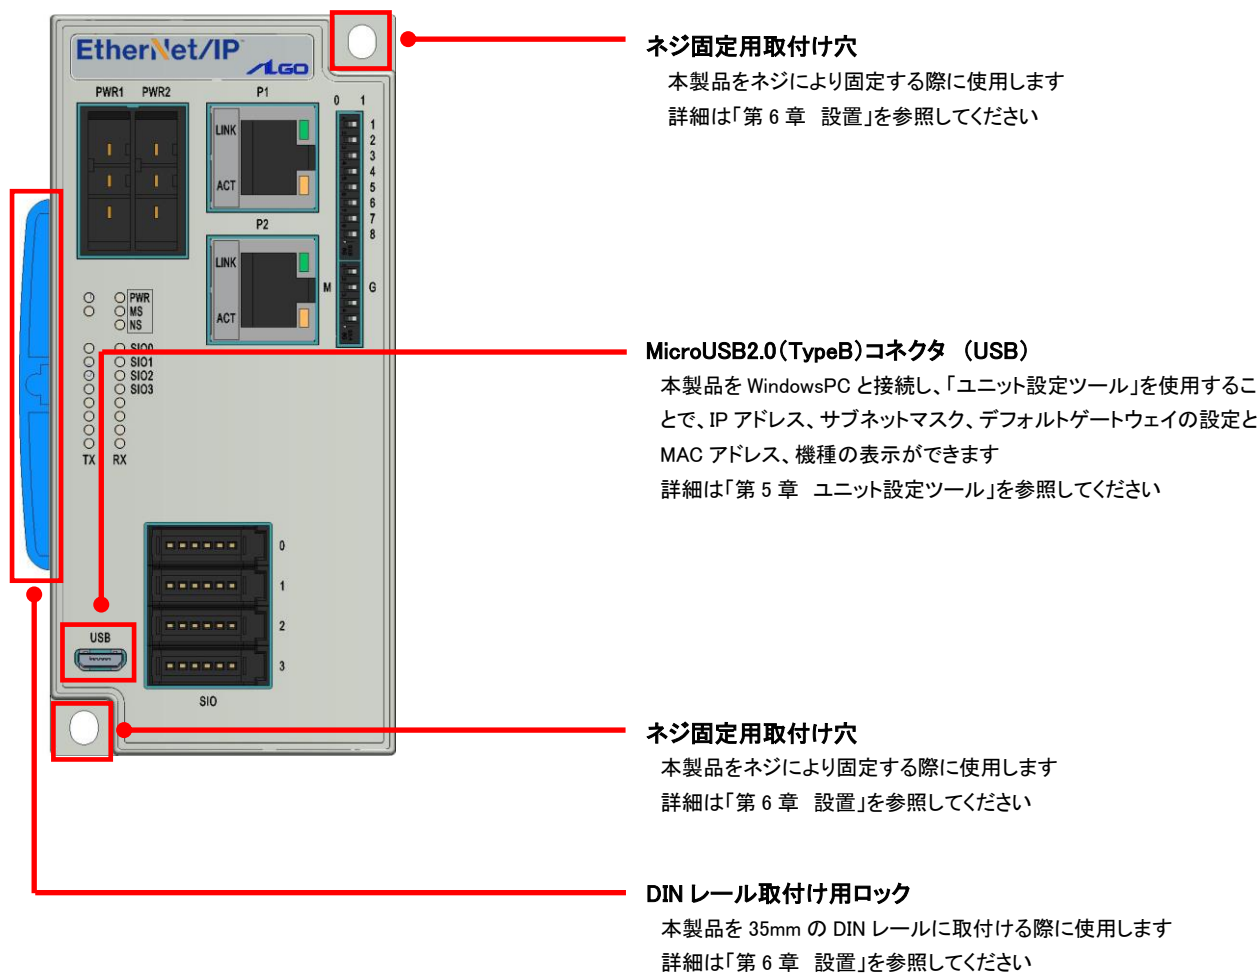 EtherNet/IP
ALGO
PWR1 PWR2
P1
0 1
LINK
ACT
1
2
3
4
5
6
7
8
P2
LINK
ACT
M
G
PWR
MS
NS
SIO0
SIO1
SIO2
SIO3
TX RX
0
1
2
3
USB
SIO
ネジ固定用取付け穴
本製品をネジにより固定する際に使用します
詳細は「第 6 章 設置」を参照してください
MicroUSB2.0(TypeB)コネクタ (USB)
本製品を WindowsPC と接続し、「ユニット設定ツール」を使用するこ
とで、IP アドレス、サブネットマスク、デフォルトゲートウェイの設定と
MAC アドレス、機種の表示ができます
詳細は「第 5 章 ユニット設定ツール」を参照してください
ネジ固定用取付け穴
本製品をネジにより固定する際に使用します
詳細は「第 6 章 設置」を参照してください
DIN レール取付け用ロック
本製品を 35mm の DIN レールに取付ける際に使用します
詳細は「第 6 章 設置」を参照してください